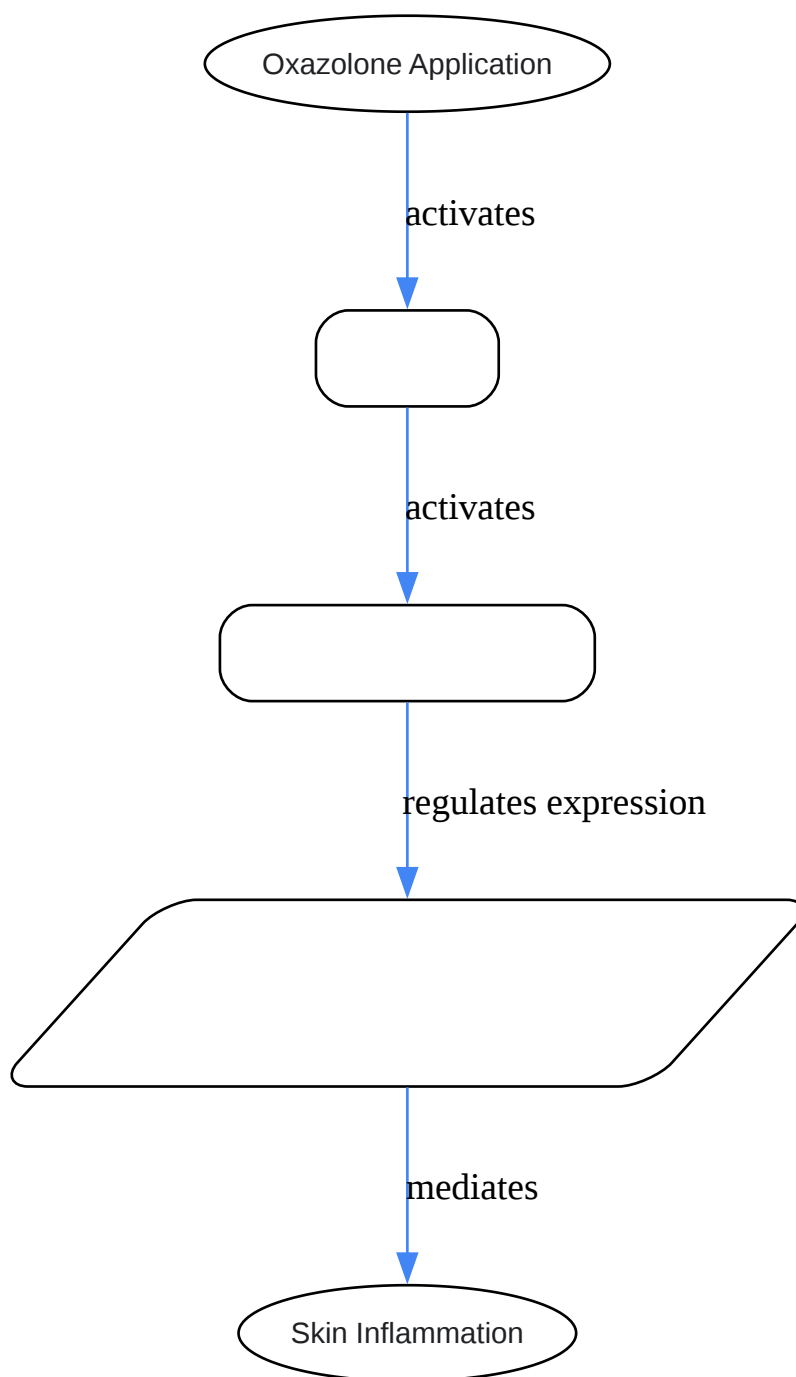 Oxazolone Application
activates
activates
regulates expression
mediates
Skin Inflammation